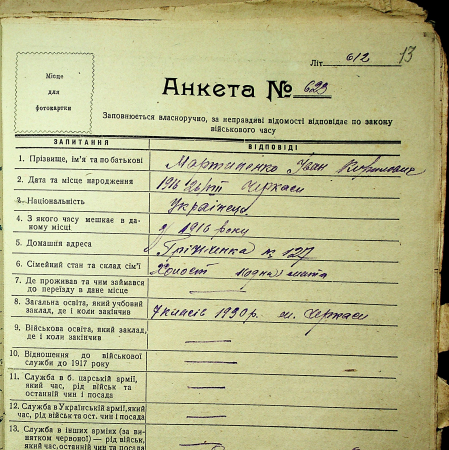 Літ. 612 13
Місце
для
фотокартки
Анкета № 623
Заповнюється власноручно, за неправдиві відомості відповідає по закону
військового часу
ЗАПИТАННЯ ВІДПОВІДІ
1. Прізвище, ім'я та по батькові Мартиненко Іван
2. Дата та місце народження 1916 Черкаси
3. Національність Українець
4. З якого часу мешкає в даному місці з 1916 року
5. Домашня адреса 127
6. Сімейний стан та склад сім'ї Холост одна мати
7. Де проживав та чим займався
до переїзду в дане місце —
8. Загальна освіта, який учбовий
заклад, де і коли закінчив 7 класів 1930 р. м. Черкаси
9. Військова освіта, який заклад,
де і коли закінчив —
10. Відношення до військової
служби до 1917 року —
11. Служба в б. царській армії,
який час, рід військ та
останній чин і посада —
12. Служба в Українській армії, який
час, рід військ та ост. чин і посада —
13. Служба в інших арміях (за ви-
нятком червоної) — рід військ,
який час, останній чин та посада